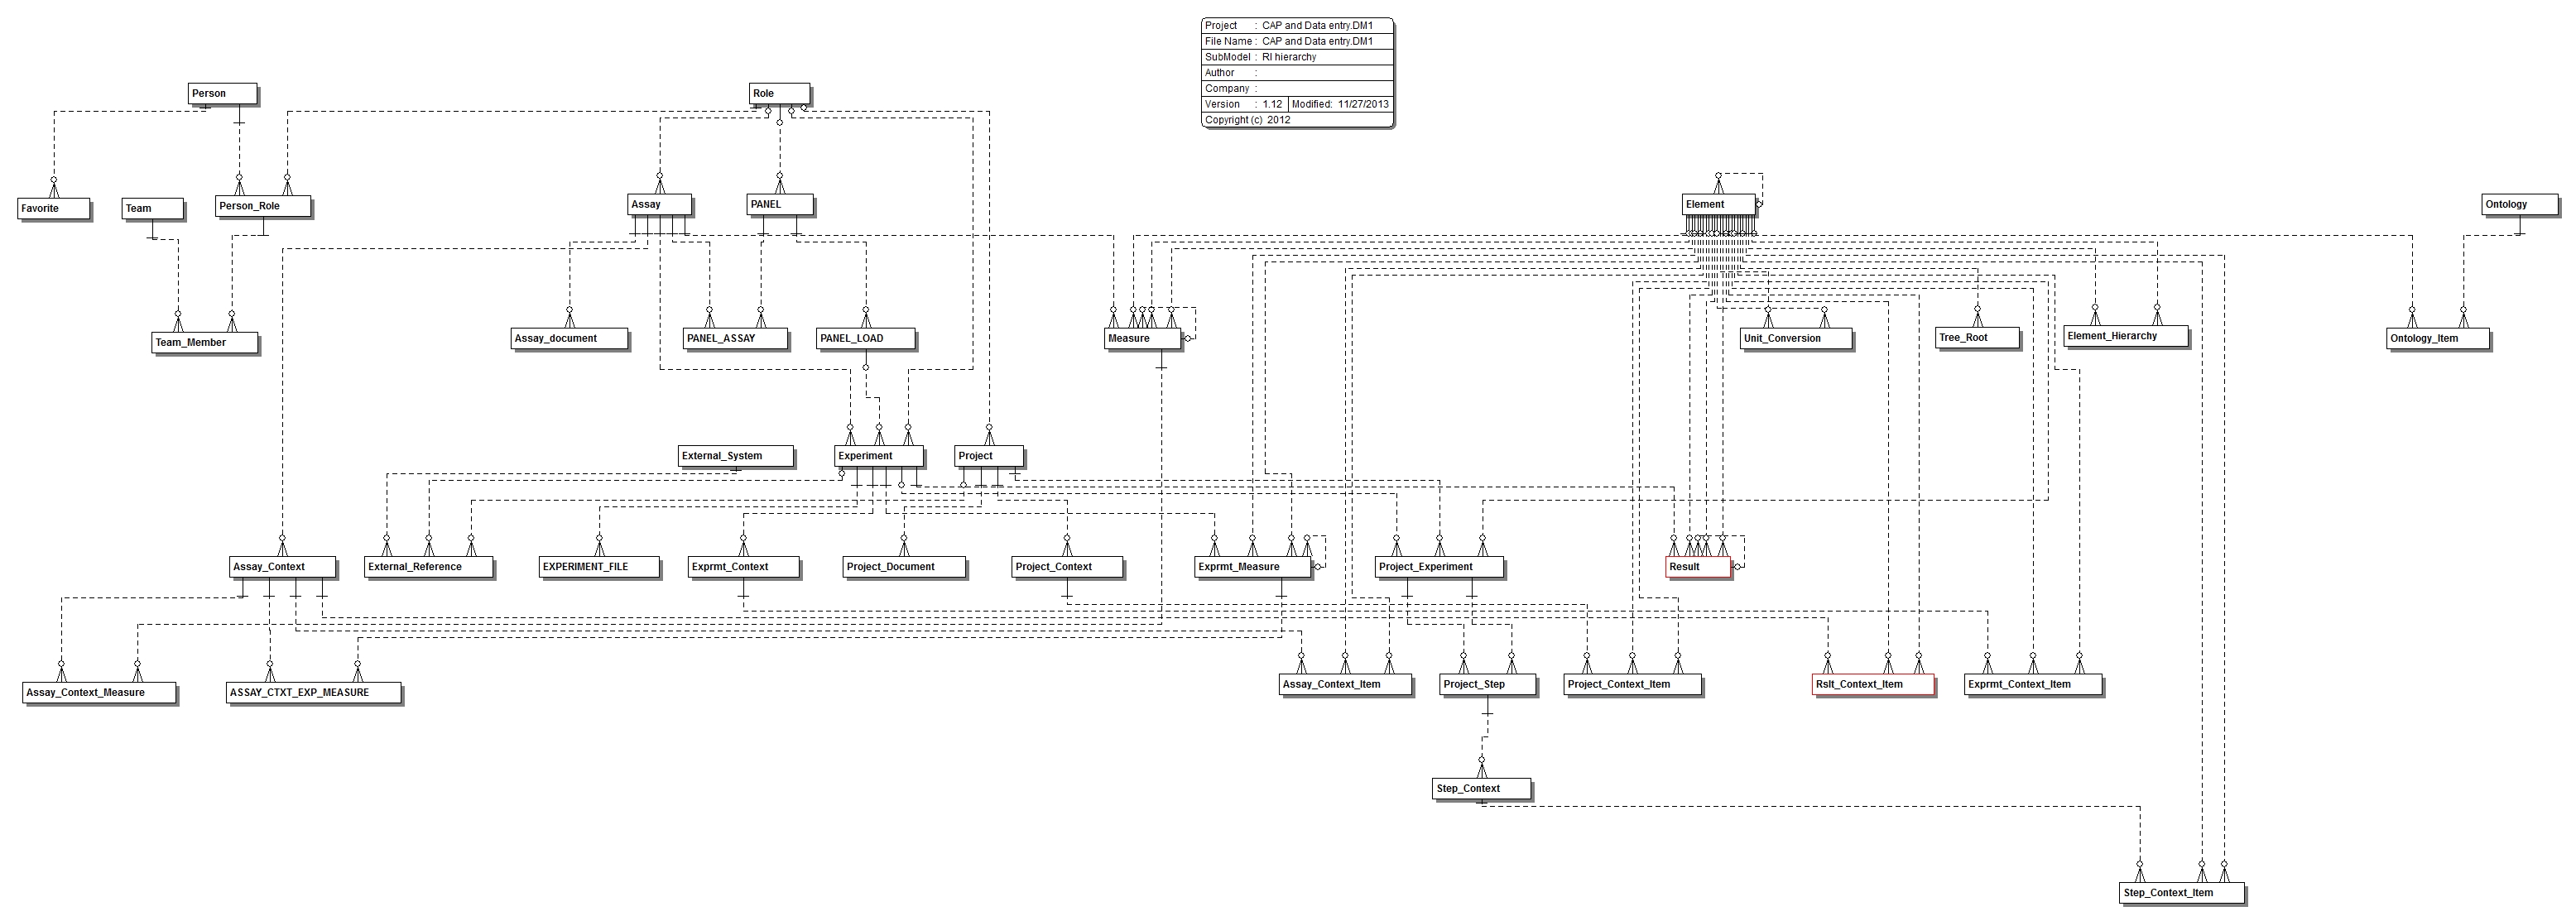 Project : CAP and Data entry.DM1
File Name : CAP and Data entry.DM1
SubModel : RI hierarchy
Author :
Company :
Version : 1.12 Modified: 11/27/2013
Copyright (c) 2012
Person
Role
Favorite
Team
Person_Role
Assay
PANEL
Element
Ontology
Team_Member
Assay_document
PANEL_ASSAY
PANEL_LOAD
Measure
Unit_Conversion
Tree_Root
Element_Hierarchy
Ontology_Item
External_System
Experiment
Project
Assay_Context
External_Reference
EXPERIMENT_FILE
Exprmt_Context
Project_Document
Project_Context
Exprmt_Measure
Project_Experiment
Result
Assay_Context_Measure
ASSAY_CTXT_EXP_MEASURE
Assay_Context_Item
Project_Step
Project_Context_Item
Rslt_Context_Item
Exprmt_Context_Item
Step_Context
Step_Context_Item